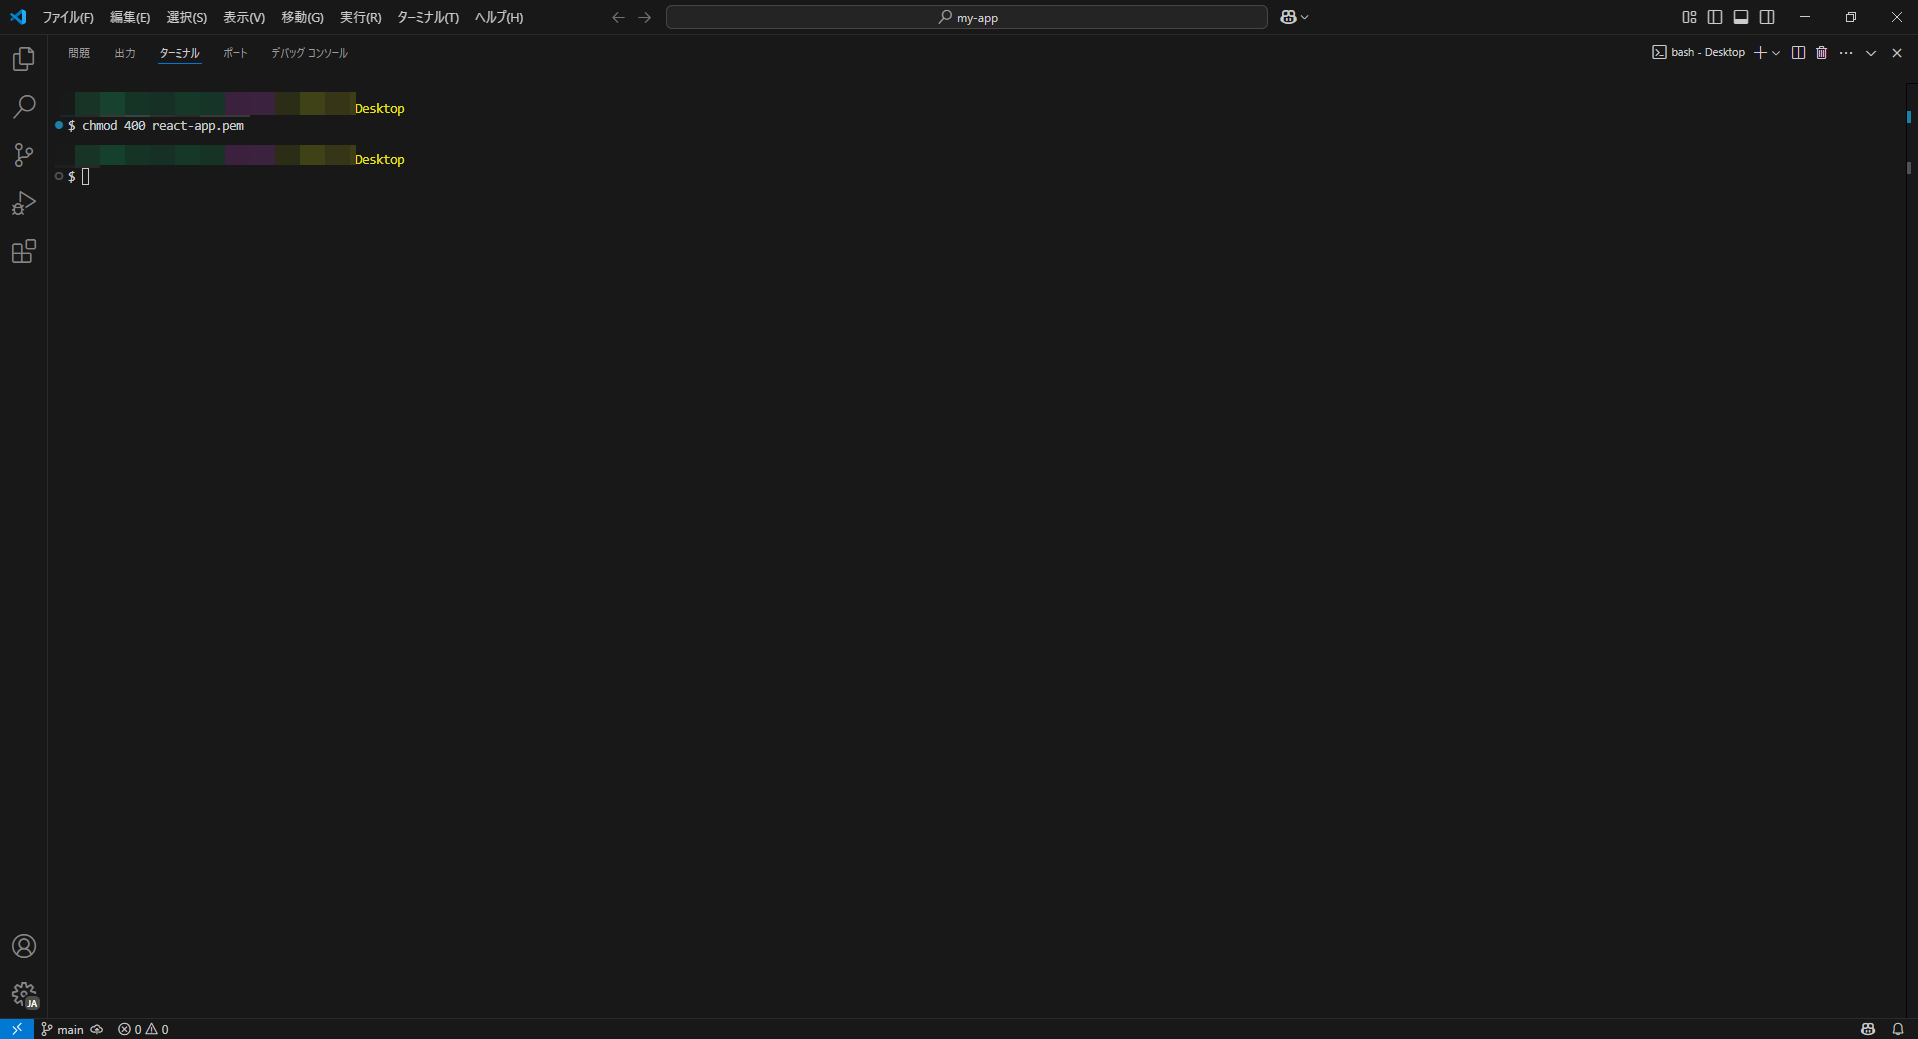 ファイル(F) 編集(E) 選択(S) 表示(V) 移動(G) 実行(R) ターミナル(T) ヘルプ(H) my-app
問題 出力 ターミナル ポート デバッグ コンソール bash - Desktop
Desktop
$ chmod 400 react-app.pem
Desktop
$
JA
main 0 0